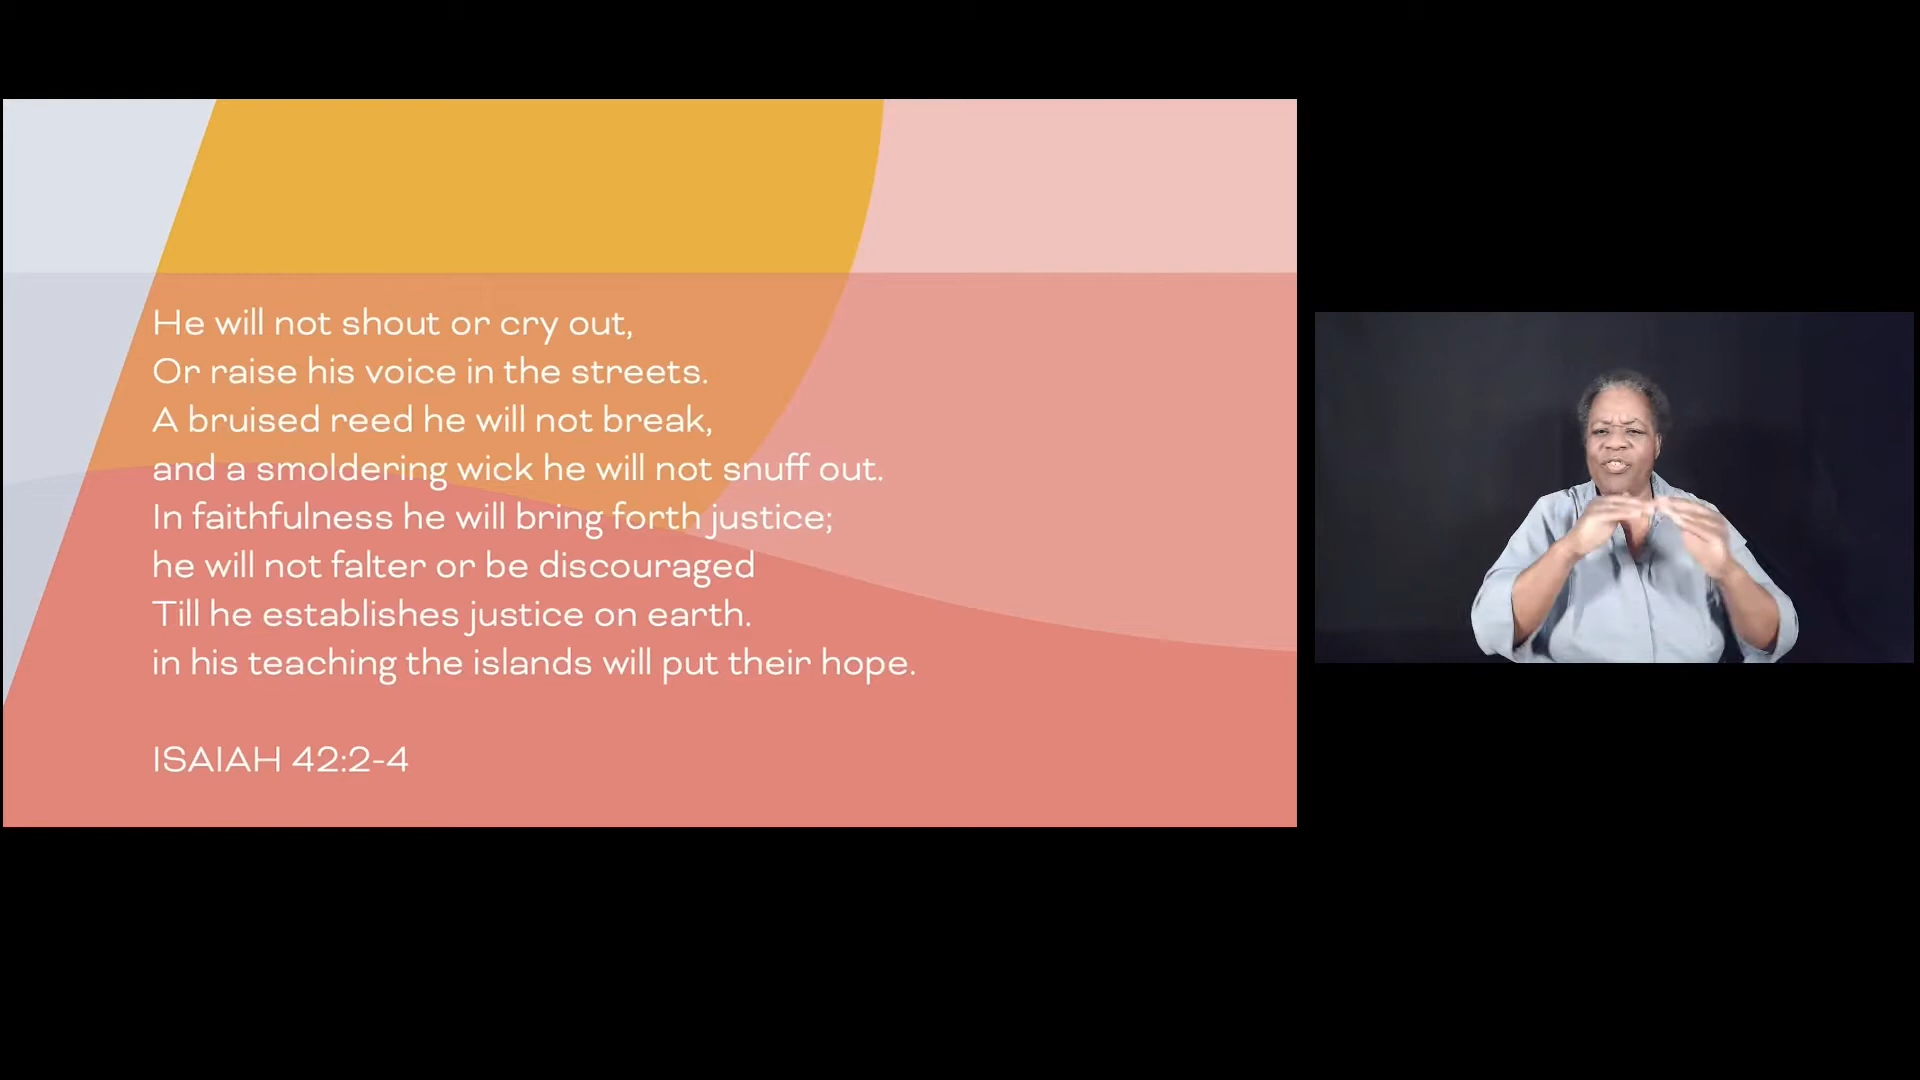 He will not shout or cry out,
Or raise his voice in the streets.
A bruised reed he will not break,
and a smoldering wick he will not snuff out.
In faithfulness he will bring forth justice;
he will not falter or be discouraged
Till he establishes justice on earth.
in his teaching the islands will put their hope.
ISAIAH 42:2-4